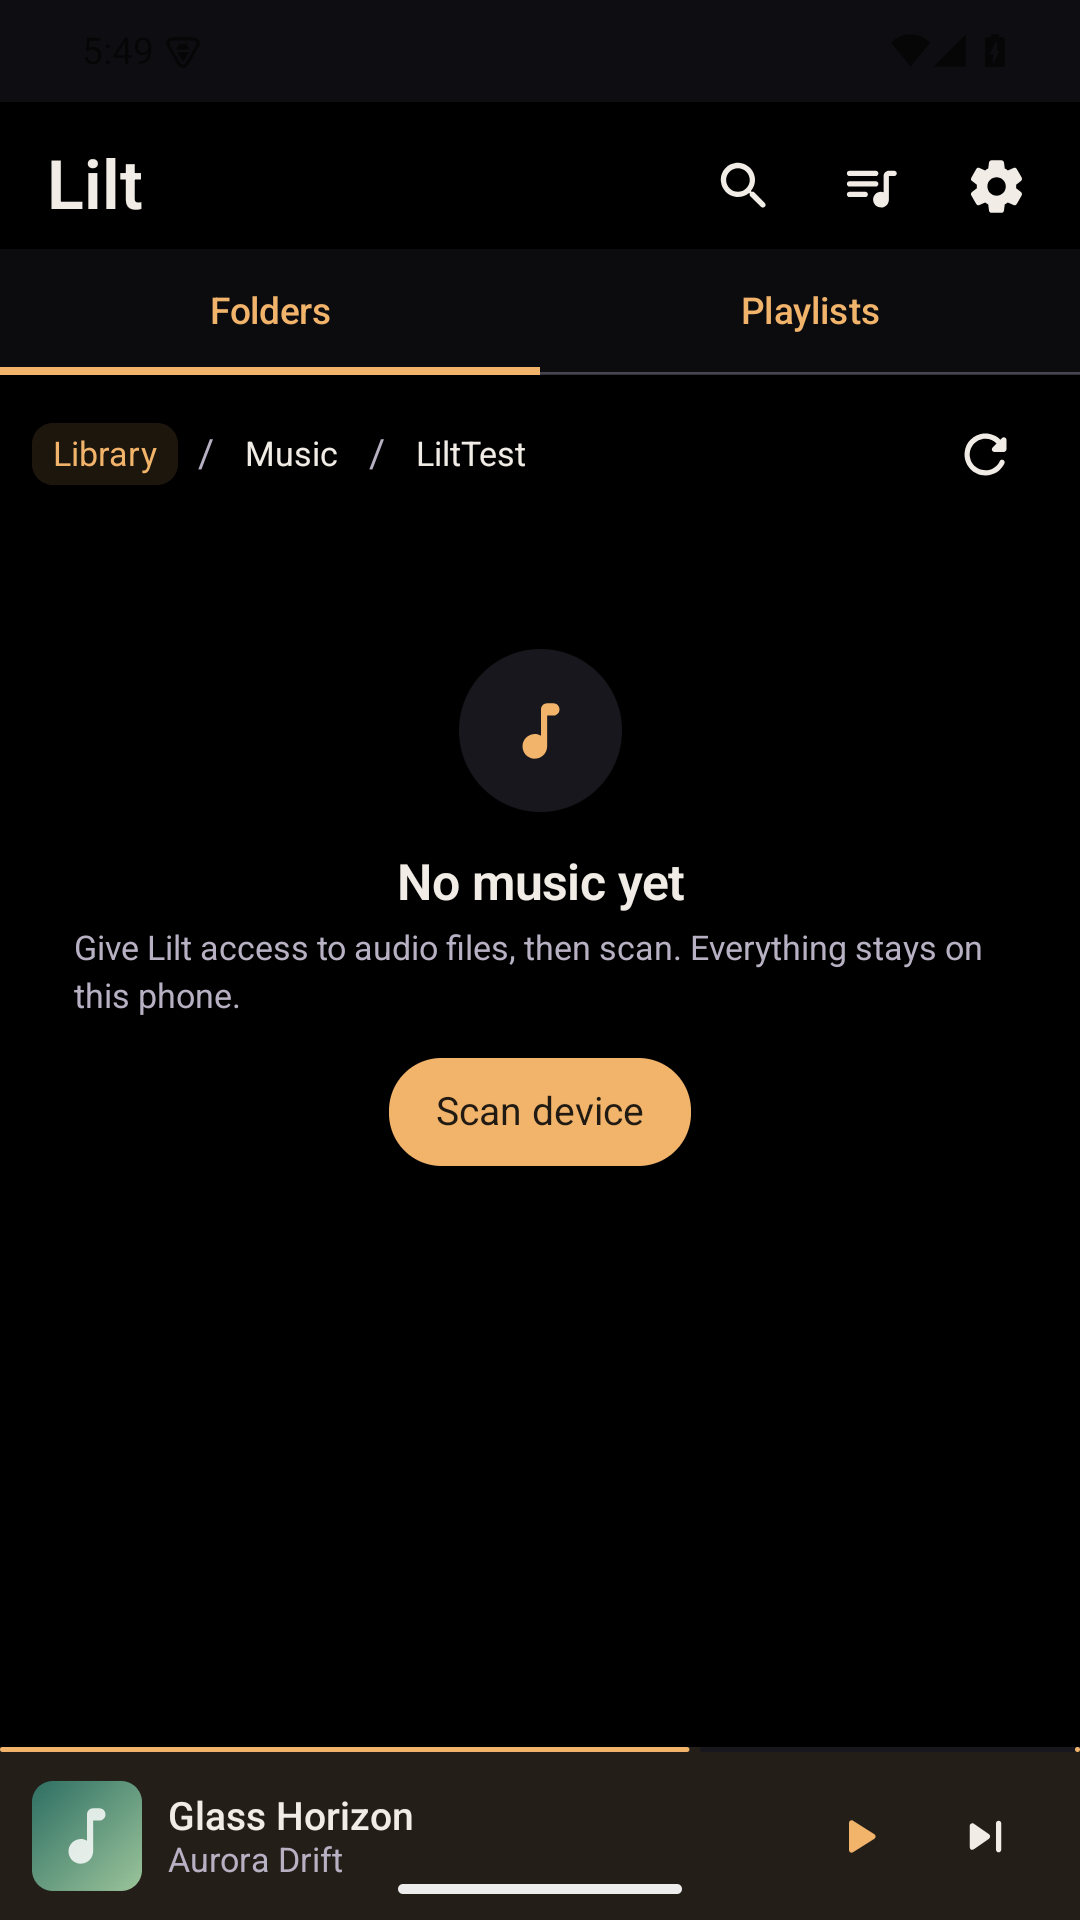 5:49
Lilt
Folders
Playlists
Library / Music / LiltTest
No music yet
Give Lilt access to audio files, then scan. Everything stays on
this phone.
Scan device
Glass Horizon
Aurora Drift